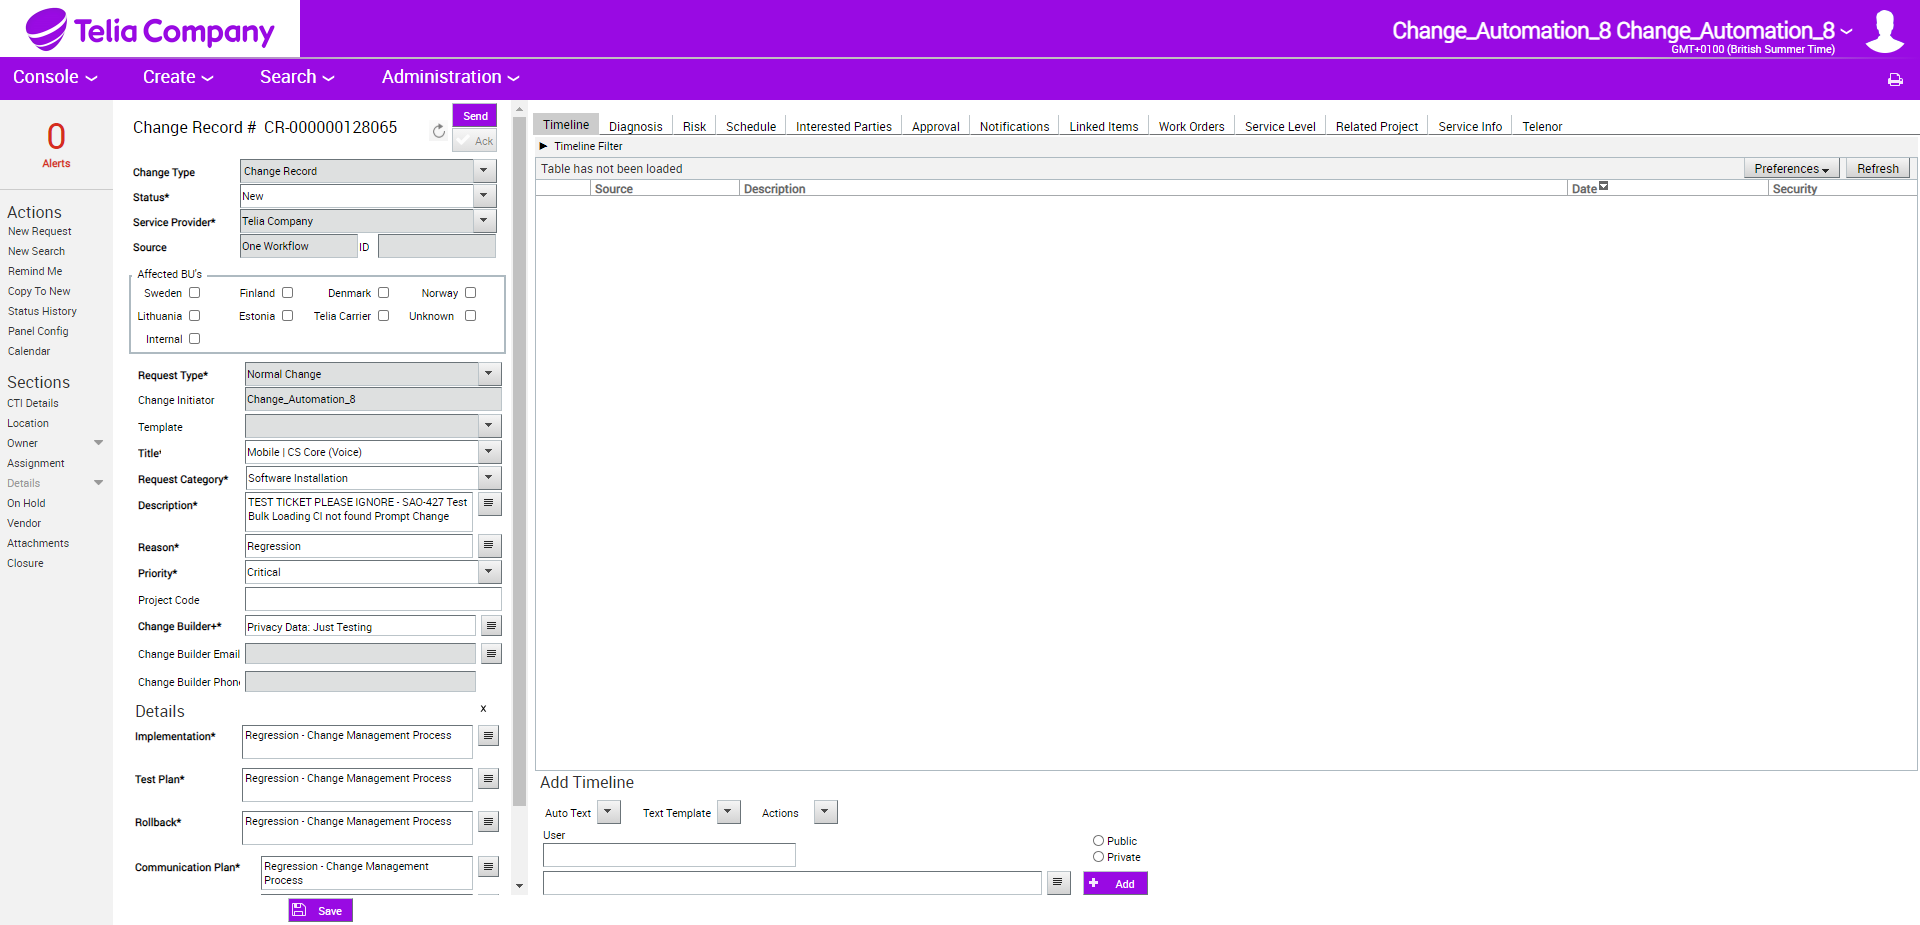 Telia Company
Change_Automation_8 Change_Automation_8
GMT+0100 (British Summer Time)
Console
Create
Search
Administration
0
Alerts
Actions
New Request
New Search
Remind Me
Copy To New
Status History
Panel Config
Calendar
Sections
CTI Details
Location
Owner
Assignment
Details
On Hold
Vendor
Attachments
Closure
Change Record # CR-000000128065
Send
Ack
Change Type Change Record
Status* New
Service Provider* Telia Company
Source One Workflow ID
Affected BU's
Sweden Finland Denmark Norway
Lithuania Estonia Telia Carrier Unknown
Internal
Request Type* Normal Change
Change Initiator Change_Automation_8
Template
Title* Mobile | CS Core (Voice)
Request Category* Software Installation
Description* TEST TICKET PLEASE IGNORE - SAO-427 Test
Bulk Loading CI not found Prompt Change
Reason* Regression
Priority* Critical
Project Code
Change Builder+* Privacy Data: Just Testing
Change Builder Email
Change Builder Phon
Details x
Implementation* Regression - Change Management Process
Test Plan* Regression - Change Management Process
Rollback* Regression - Change Management Process
Communication Plan* Regression - Change Management
Process
Save
Timeline Diagnosis Risk Schedule Interested Parties Approval Notifications Linked Items Work Orders Service Level Related Project Service Info Telenor
Timeline Filter
Table has not been loaded Preferences Refresh
Source Description Date Security
Add Timeline
Auto Text Text Template Actions
User
Public
Private
Add